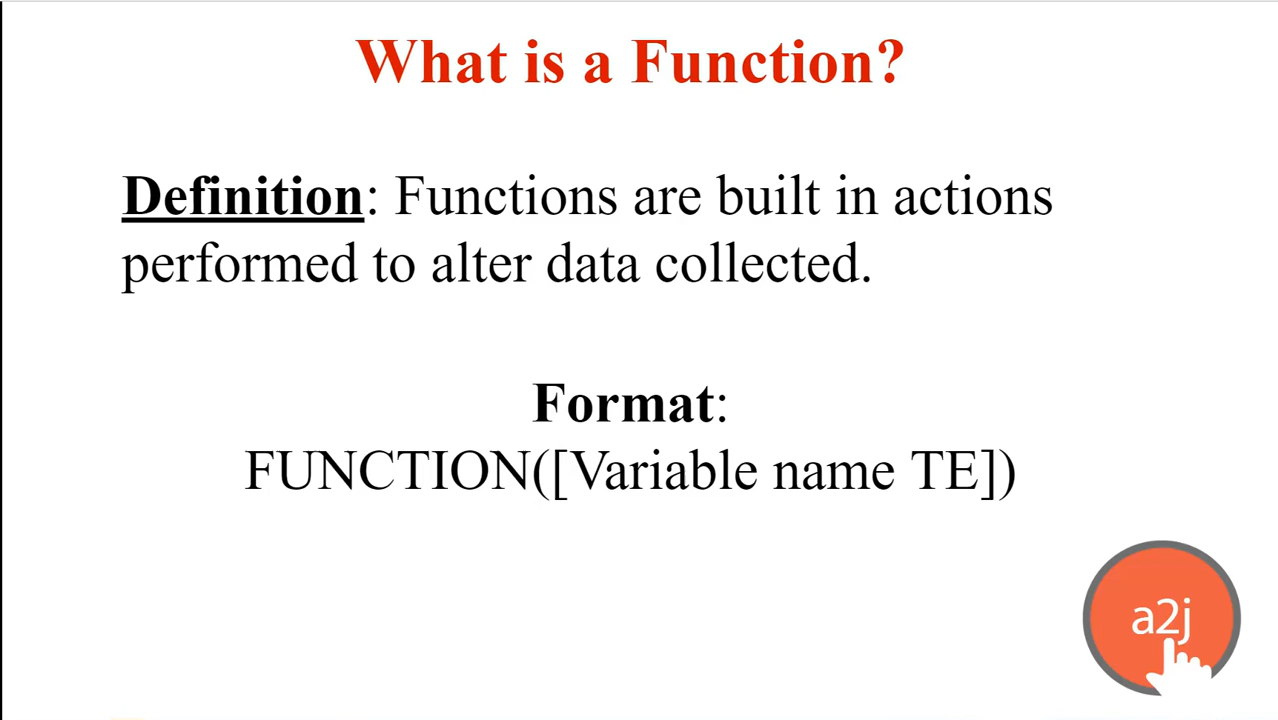 What is a Function?
Definition: Functions are built in actions
performed to alter data collected.
Format:
FUNCTION([Variable name TE])
a2j